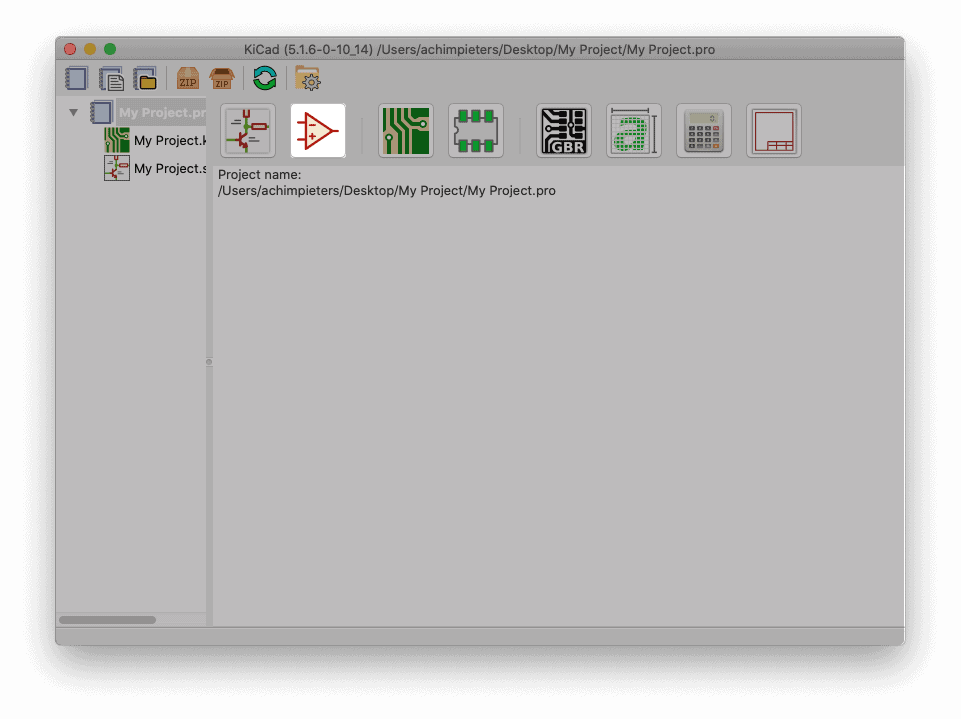 KiCad (5.1.6-0-10_14) /Users/achimpieters/Desktop/My Project/My Project.pro
ZIP ZIP
My Project.pr
My Project.k
My Project.s
GBR
a
0
Project name:
/Users/achimpieters/Desktop/My Project/My Project.pro